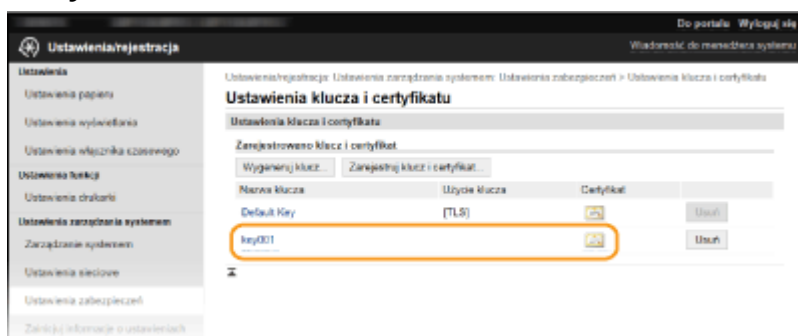 Do portalu Wyloguj się
Ustawienia/rejestracja
Wiadomość do menedżera systemu
Ustawienia
Ustawienia/rejestracja: Ustawienia zarządzania systemem: Ustawienia zabezpieczeń > Ustawienia klucza i certyfikatu
Ustawienia papieru
Ustawienia klucza i certyfikatu
Ustawienia wyświetlania
Ustawienia klucza i certyfikatu
Ustawienia włącznika czasowego
Zarejestrowano klucz i certyfikat.
Wygeneruj klucz... Zarejestruj klucz i certyfikat...
Ustawienia funkcji
Nazwa klucza Użycie klucza Certyfikat
Ustawienia drukarki
Default Key [TLS] Usuń
Ustawienia zarządzania systemem
Zarządzanie systemem
key001 Usuń
Ustawienia sieciowe
Ustawienia zabezpieczeń
Zainicjuj informacje o ustawieniach